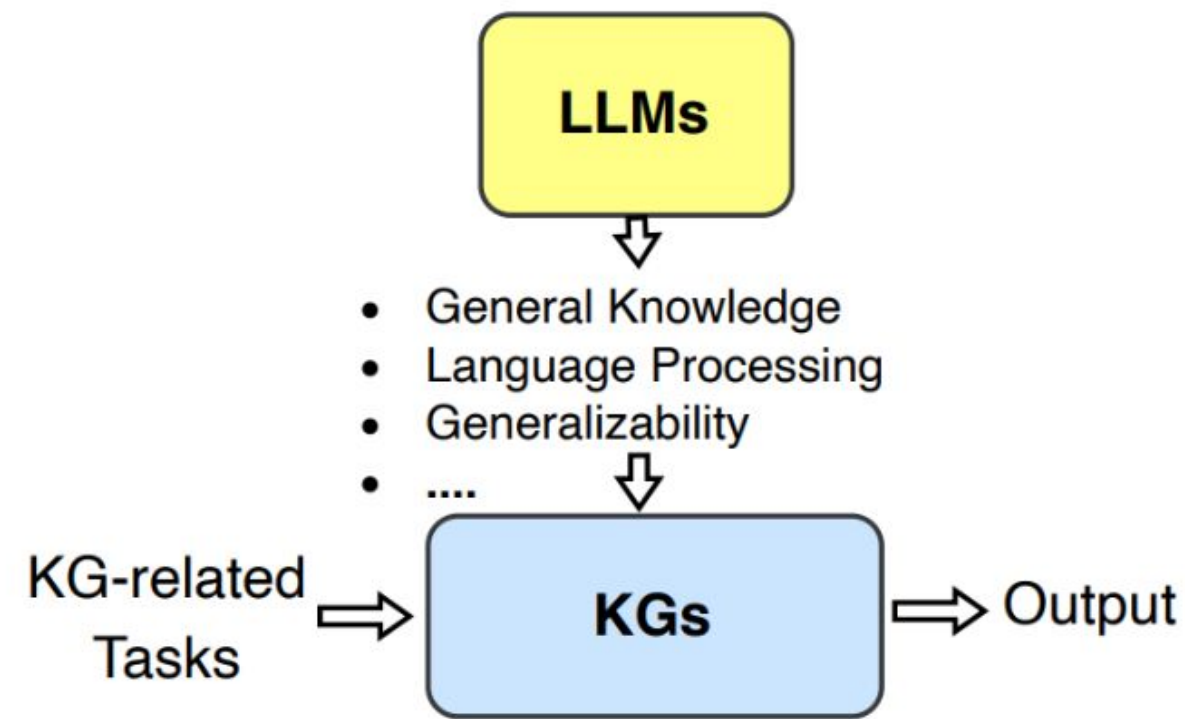 LLMs
• General Knowledge
• Language Processing
• Generalizability
• ....
KG-related
Tasks
KGs
Output